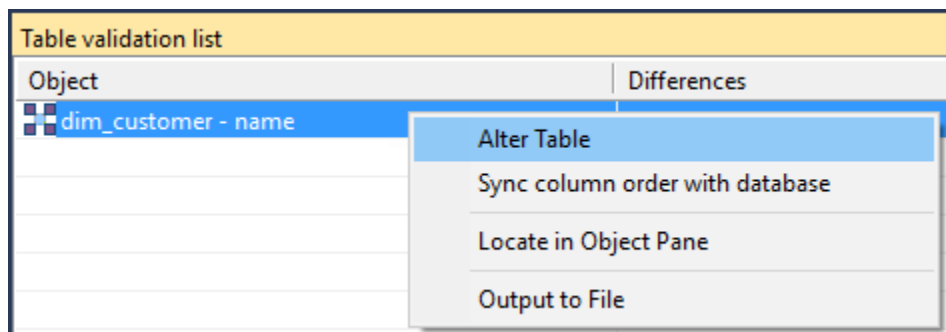 Table validation list
Object Differences
dim_customer - name
Alter Table
Sync column order with database
Locate in Object Pane
Output to File